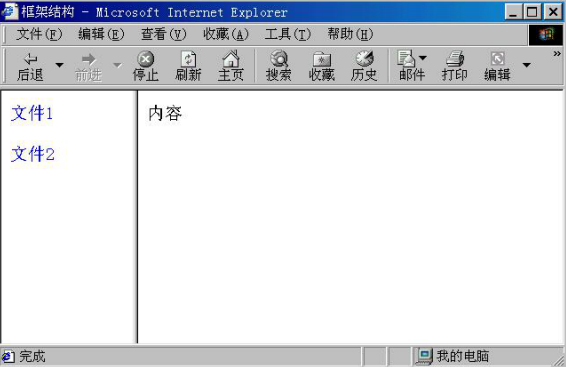 框架结构 - Microsoft Internet Explorer
文件(F) 编辑(E) 查看(V) 收藏(A) 工具(T) 帮助(H)
后退 前进 停止 刷新 主页 搜索 收藏 历史 邮件 打印 编辑 »
文件1 内容
文件2
完成 我的电脑